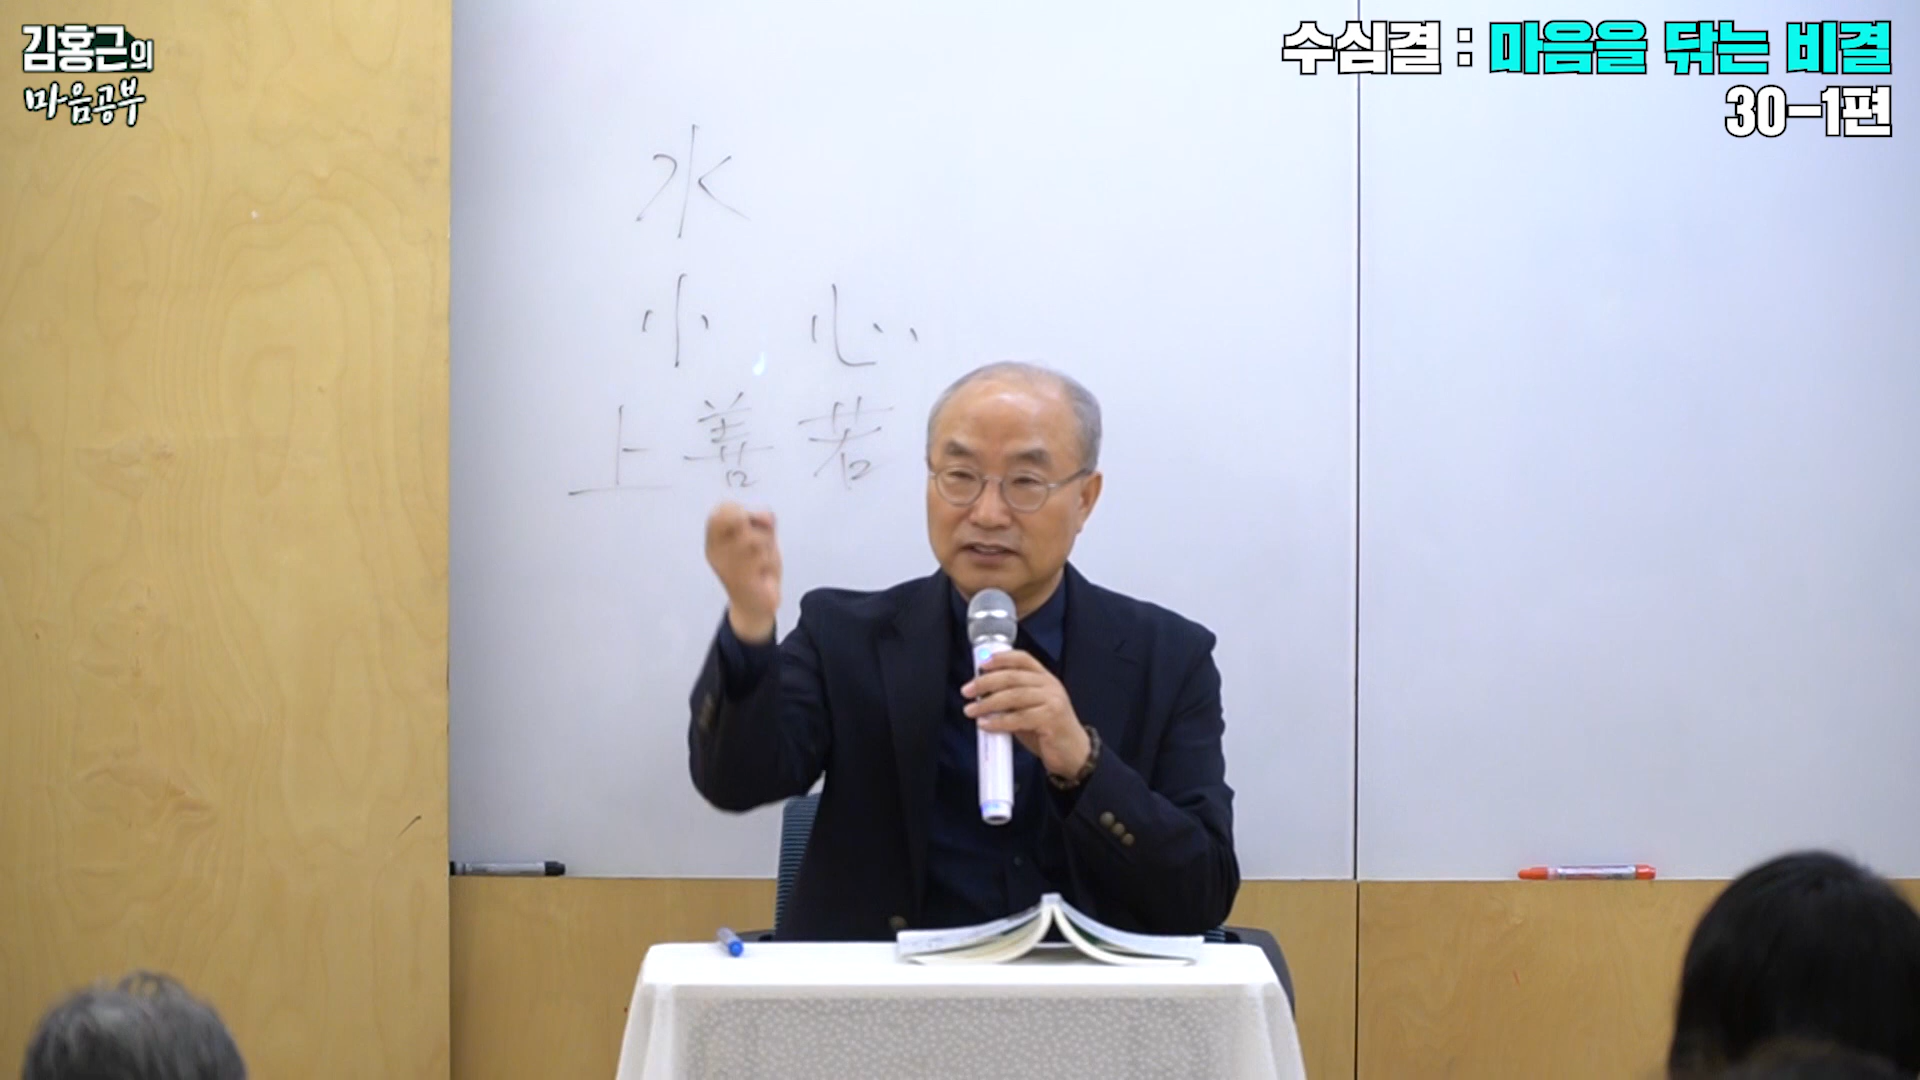 김홍근의
마음공부
수심결 : 마음을 닦는 비결
30-1편
水
小 心
上 善 若